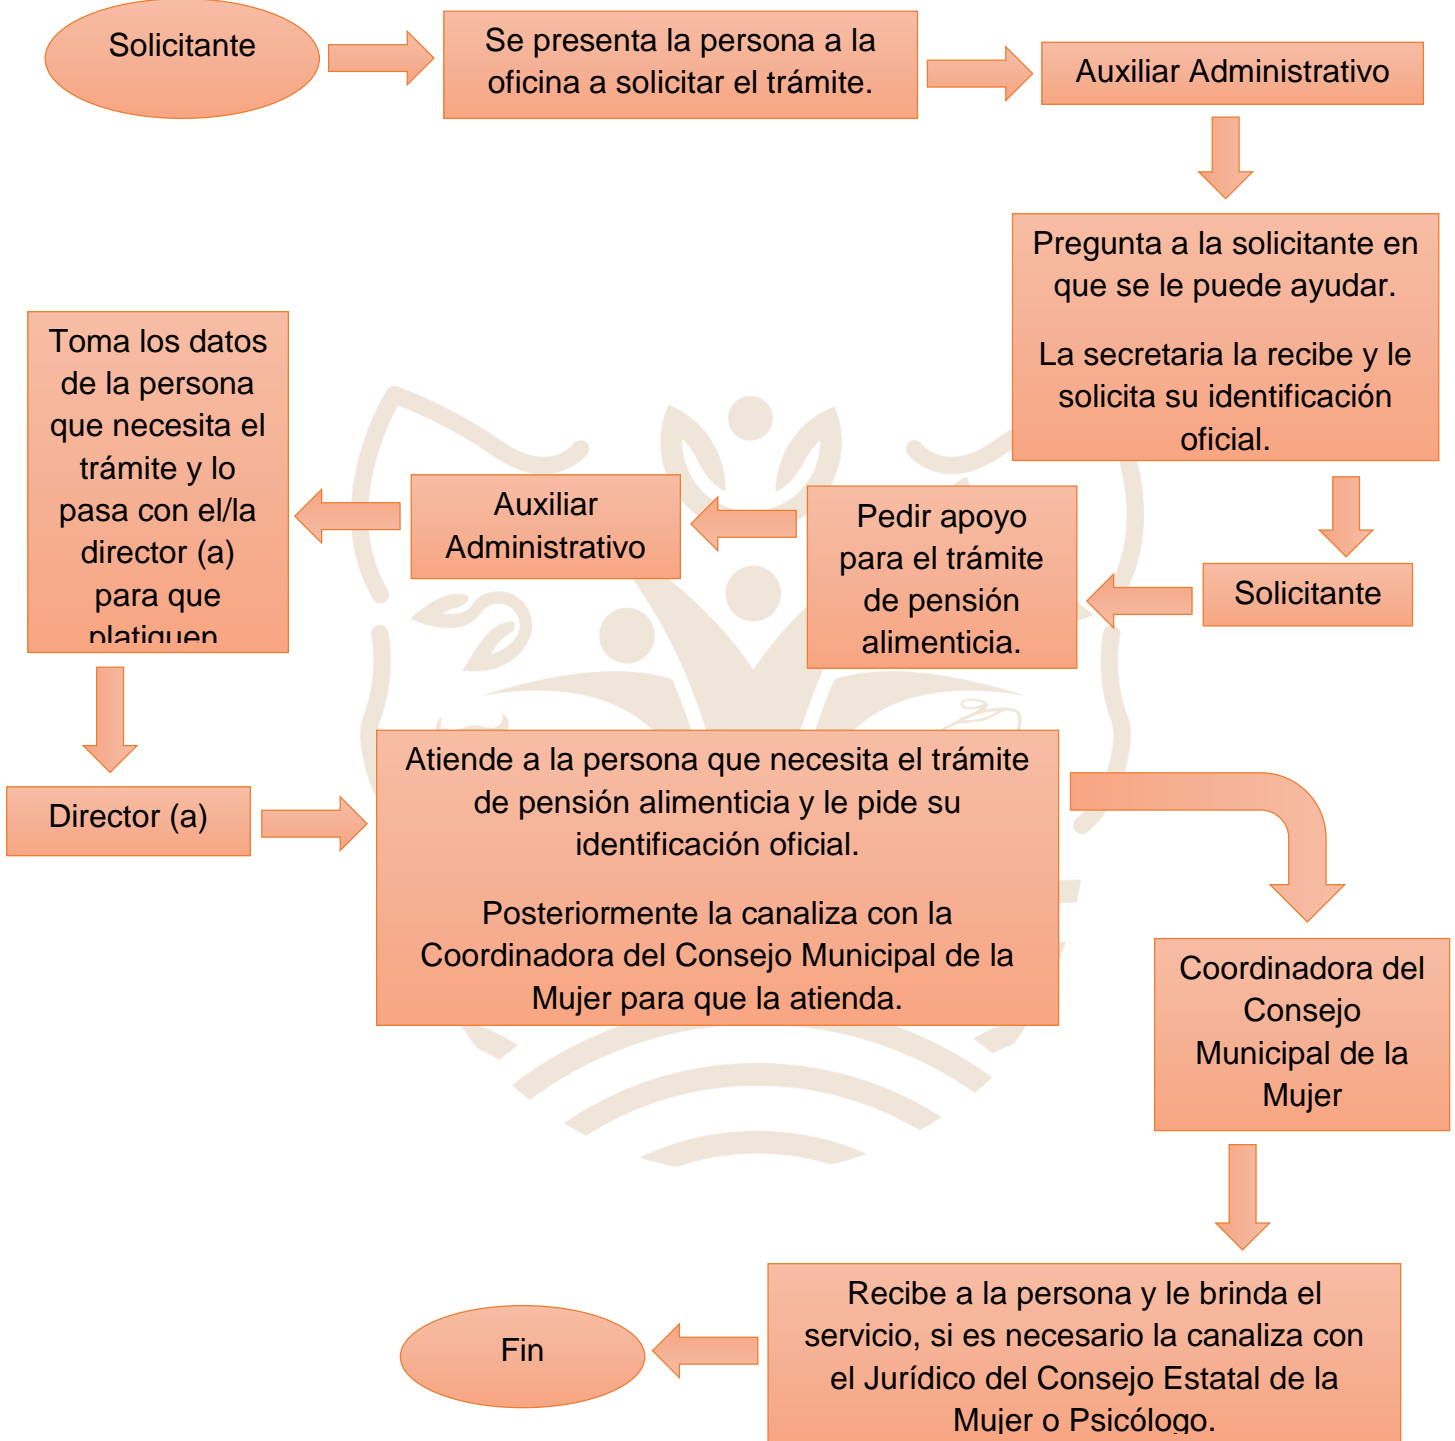 Solicitante
Se presenta la persona a la
oficina a solicitar el trámite.
Auxiliar Administrativo
Pregunta a la solicitante en
que se le puede ayudar.
La secretaria la recibe y le
solicita su identificación
oficial.
Solicitante
Pedir apoyo
para el trámite
de pensión
alimenticia.
Auxiliar
Administrativo
Toma los datos
de la persona
que necesita el
trámite y lo
pasa con el/la
director (a)
para que
platiquen
Director (a)
Atiende a la persona que necesita el trámite
de pensión alimenticia y le pide su
identificación oficial.
Posteriormente la canaliza con la
Coordinadora del Consejo Municipal de la
Mujer para que la atienda.
Coordinadora del
Consejo
Municipal de la
Mujer
Recibe a la persona y le brinda el
servicio, si es necesario la canaliza con
el Jurídico del Consejo Estatal de la
Mujer o Psicólogo.
Fin